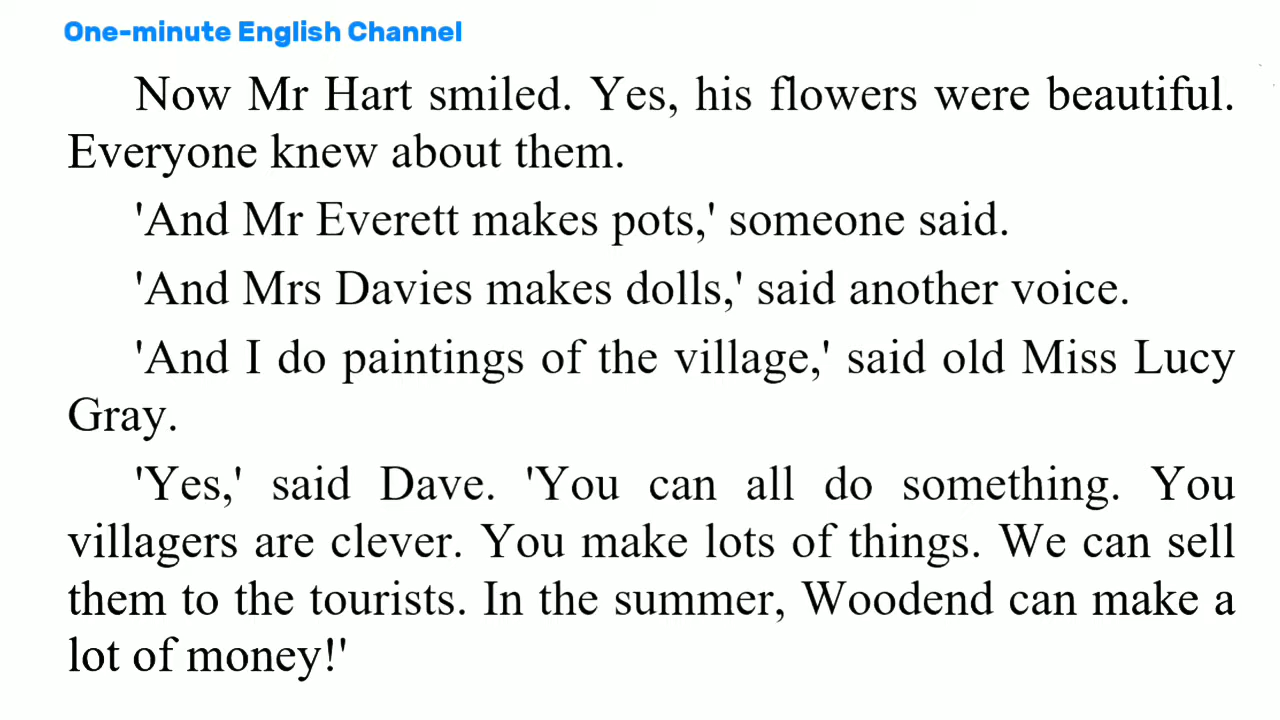 One-minute English Channel
Now Mr Hart smiled. Yes, his flowers were beautiful.
Everyone knew about them.
'And Mr Everett makes pots,' someone said.
'And Mrs Davies makes dolls,' said another voice.
'And I do paintings of the village,' said old Miss Lucy
Gray.
'Yes,' said Dave. 'You can all do something. You
villagers are clever. You make lots of things. We can sell
them to the tourists. In the summer, Woodend can make a
lot of money!'